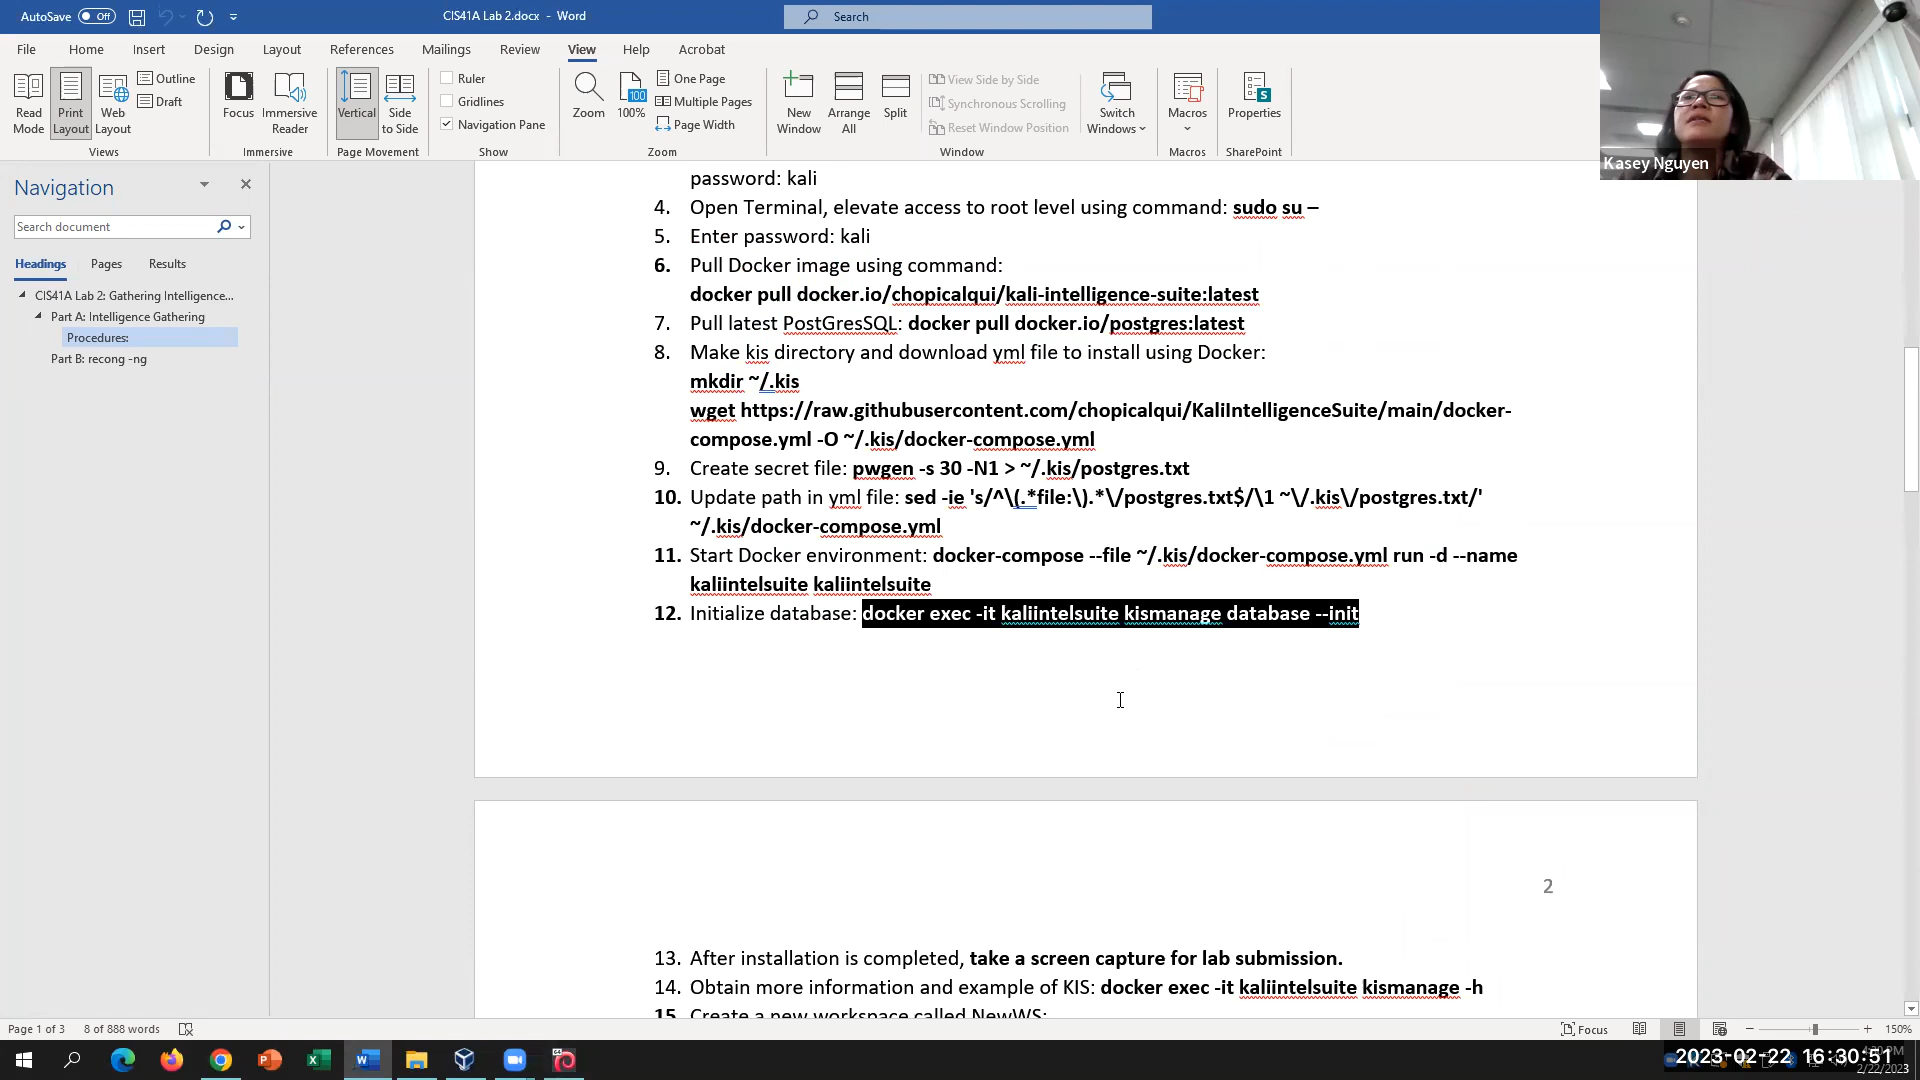 AutoSave Off
CIS41A Lab 2.docx - Word
Search
File Home Insert Design Layout References Mailings Review View Help Acrobat
Read Mode
Print Layout
Web Layout
Outline
Draft
Views
Focus
Immersive Reader
Immersive
Vertical
Side to Side
Page Movement
Ruler
Gridlines
Navigation Pane
Show
Zoom
100
100%
One Page
Multiple Pages
Page Width
Zoom
New Window
Arrange All
Split
View Side by Side
Synchronous Scrolling
Reset Window Position
Switch Windows
Window
Macros
Macros
Properties
SharePoint
Kasey Nguyen
Navigation
Search document
Headings Pages Results
CIS41A Lab 2: Gathering Intelligence...
Part A: Intelligence Gathering
Procedures:
Part B: recong -ng
password: kali
4. Open Terminal, elevate access to root level using command: sudo su –
5. Enter password: kali
6. Pull Docker image using command:
docker pull docker.io/chopicalqui/kali-intelligence-suite:latest
7. Pull latest PostGresSQL: docker pull docker.io/postgres:latest
8. Make kis directory and download yml file to install using Docker:
mkdir ~/.kis
wget https://raw.githubusercontent.com/chopicalqui/KaliIntelligenceSuite/main/docker-
compose.yml -O ~/.kis/docker-compose.yml
9. Create secret file: pwgen -s 30 -N1 > ~/.kis/postgres.txt
10. Update path in yml file: sed -ie 's/^\(.*file:\).*\/postgres.txt$/\1 ~\/.kis\/postgres.txt/'
~/.kis/docker-compose.yml
11. Start Docker environment: docker-compose --file ~/.kis/docker-compose.yml run -d --name
kaliintelsuite kaliintelsuite
12. Initialize database: docker exec -it kaliintelsuite kismanage database --init
2
13. After installation is completed, take a screen capture for lab submission.
14. Obtain more information and example of KIS: docker exec -it kaliintelsuite kismanage -h
15. Create a new workspace called NewWS:
Page 1 of 3 8 of 888 words
Focus
150%
2023-02-22 16:30:51
2/22/2023